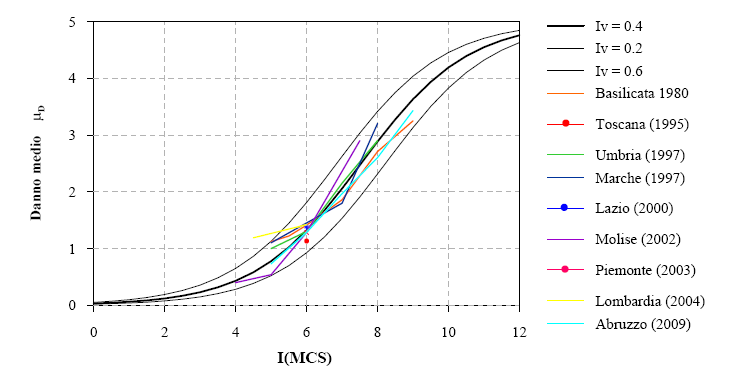 5
4
3
2
1
0
Danno medio μD
0 2 4 6 8 10 12
I(MCS)
Iv = 0.4
Iv = 0.2
Iv = 0.6
Basilicata 1980
Toscana (1995)
Umbria (1997)
Marche (1997)
Lazio (2000)
Molise (2002)
Piemonte (2003)
Lombardia (2004)
Abruzzo (2009)